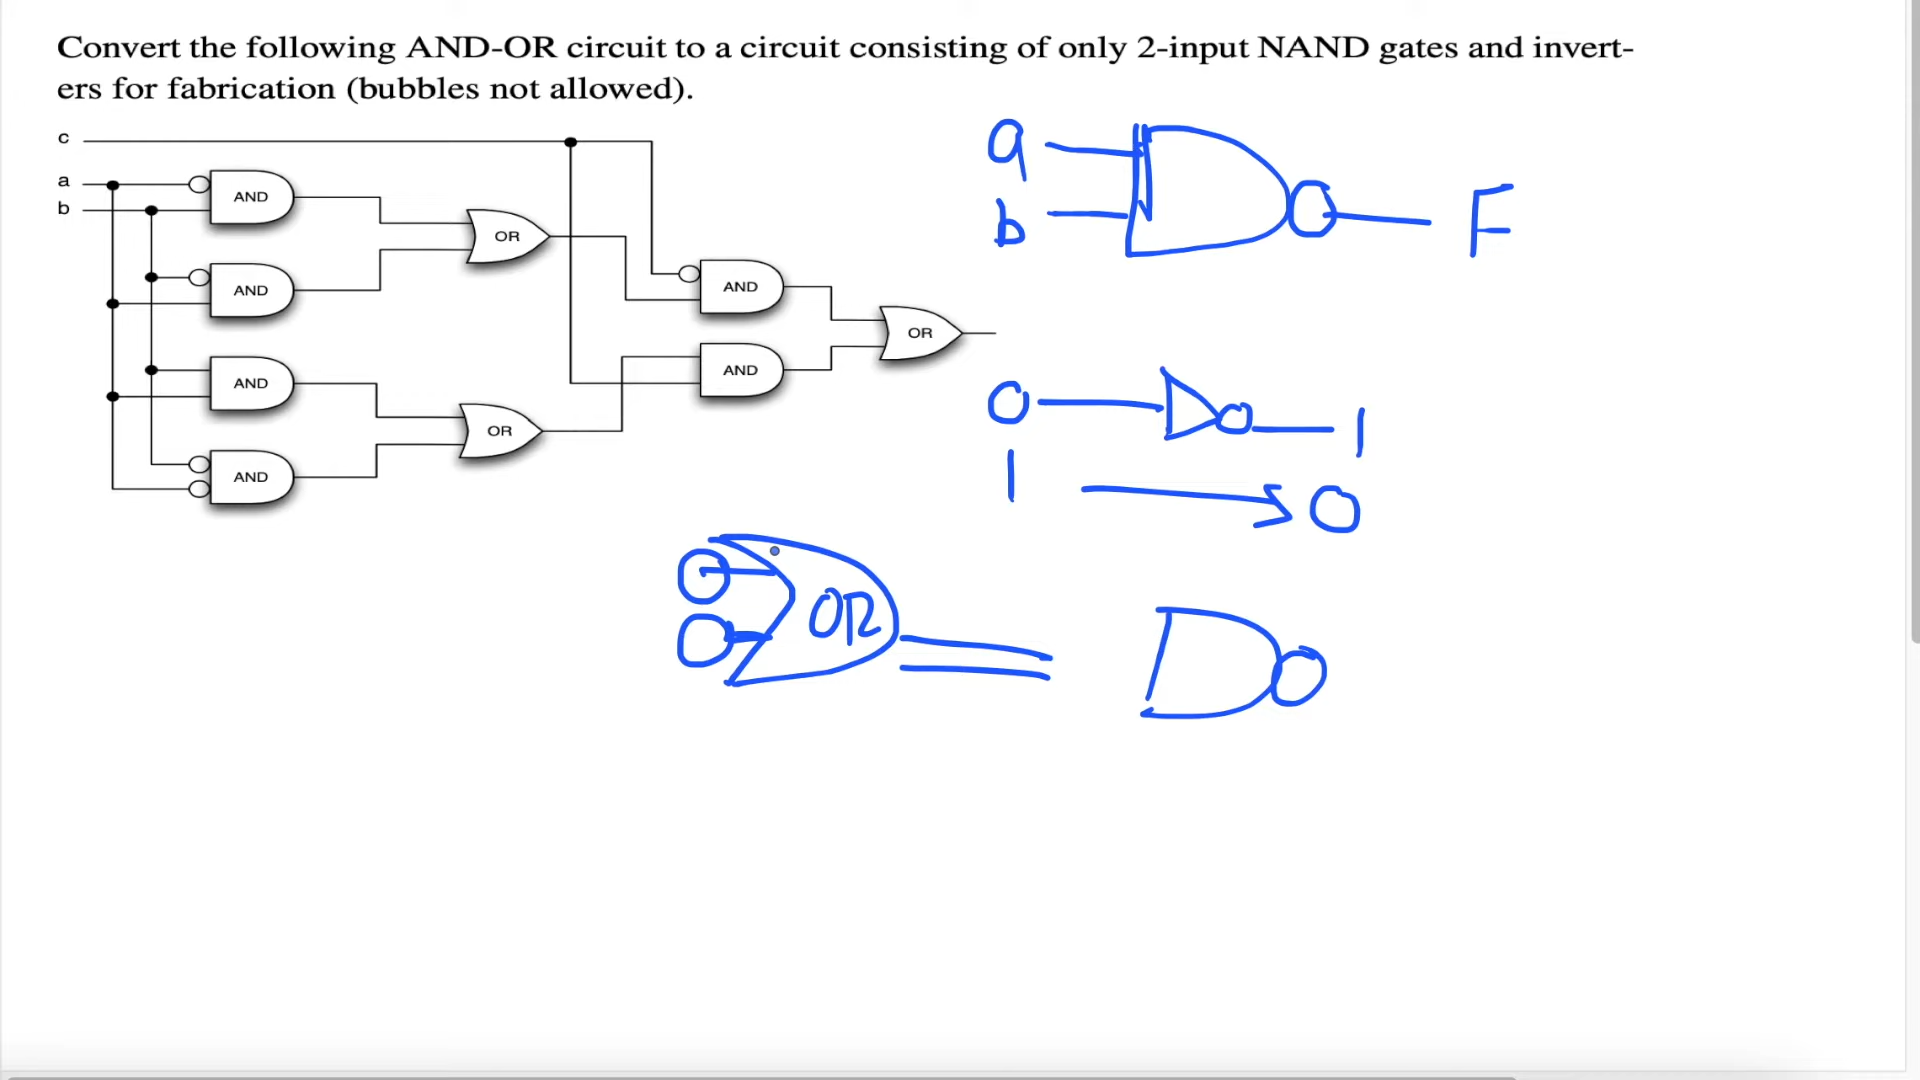 Convert the following AND-OR circuit to a circuit consisting of only 2-input NAND gates and invert-
ers for fabrication (bubbles not allowed).
c
a
b
AND
AND
AND
AND
OR
OR
AND
AND
OR
a
b
F
0
1
1
0
OR